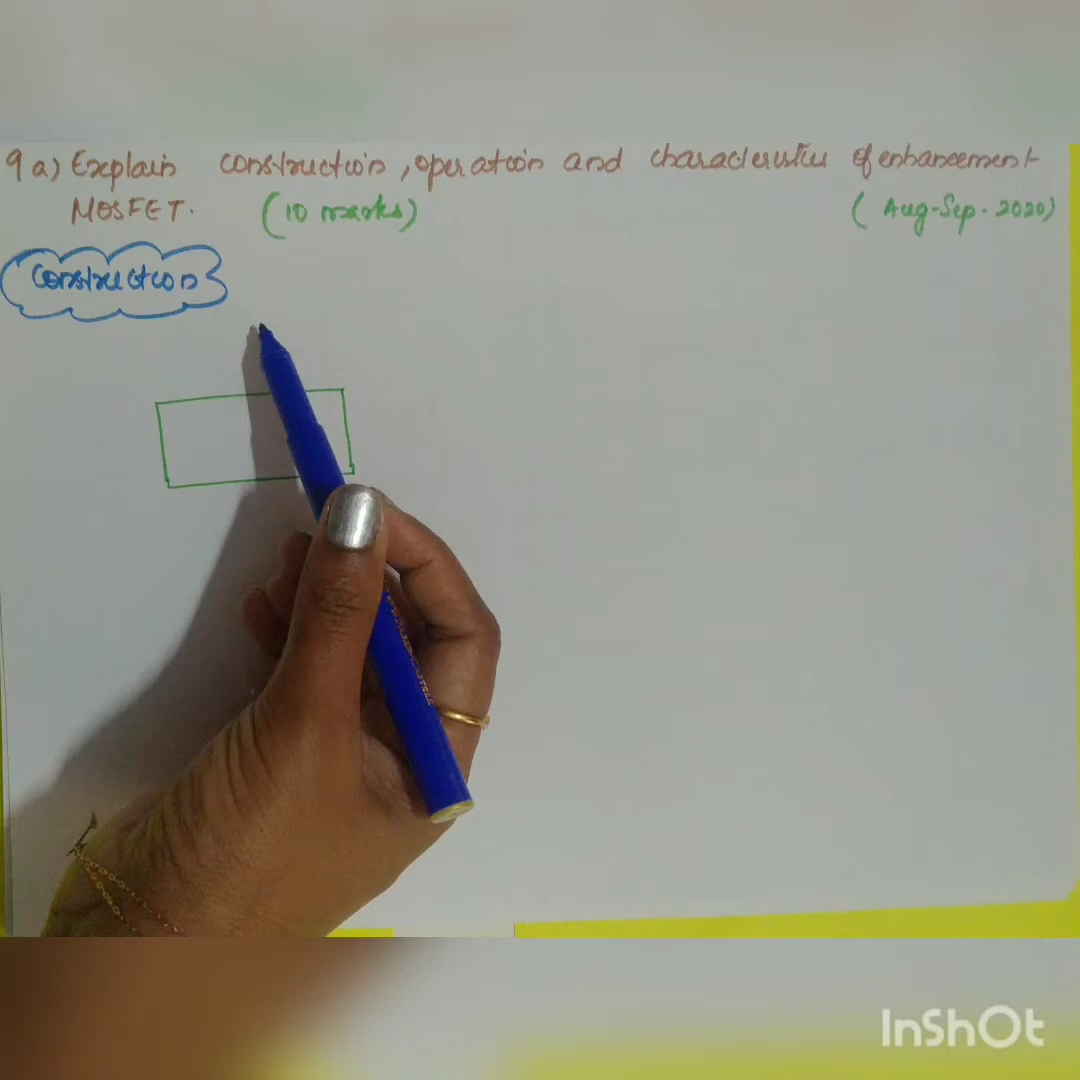 9 a) Explain construction, operation and characteristics of enhancement
MOSFET. (10 marks) (Aug-Sep. 2020)
Construction
InShOt